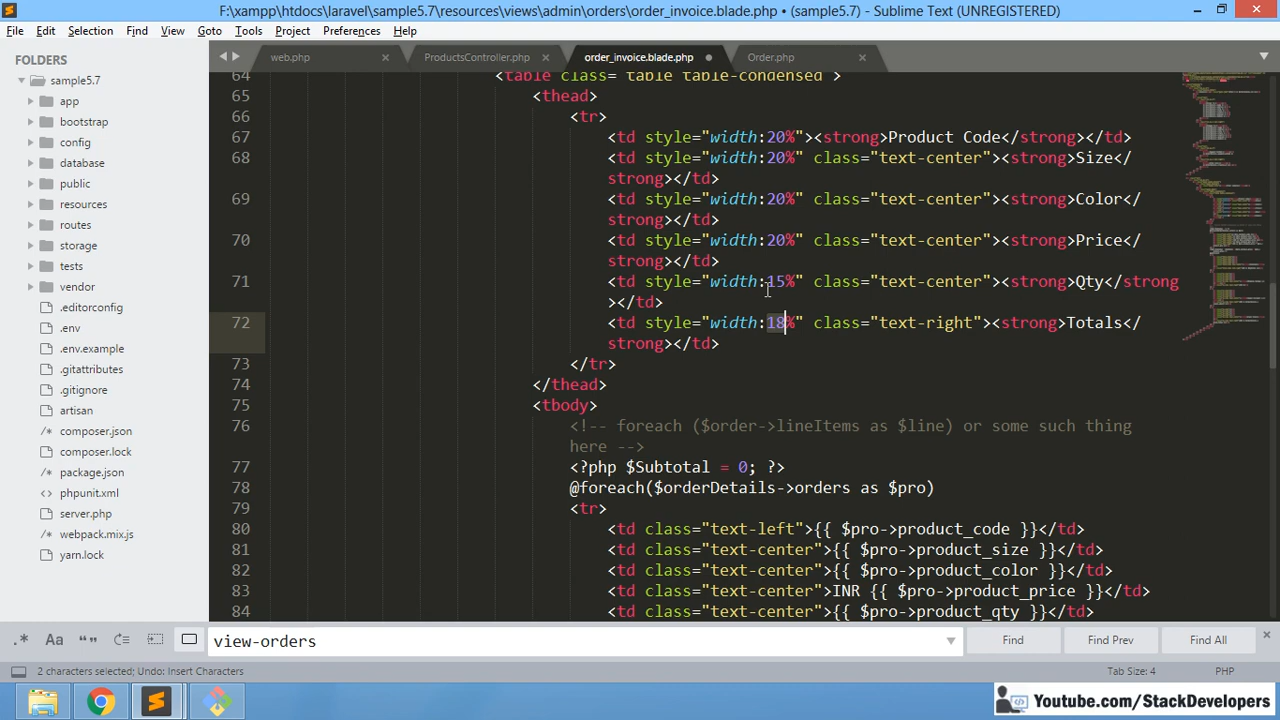 F:\xampp\htdocs\laravel\sample5.7\resources\views\admin\orders\order_invoice.blade.php • (sample5.7) - Sublime Text (UNREGISTERED)
File Edit Selection Find View Goto Tools Project Preferences Help
FOLDERS
sample5.7
app
bootstrap
config
database
public
resources
routes
storage
tests
vendor
.editorconfig
.env
.env.example
.gitattributes
.gitignore
artisan
composer.json
composer.lock
package.json
phpunit.xml
server.php
webpack.mix.js
yarn.lock
web.php ProductsController.php order_invoice.blade.php Order.php
64 <table class="table table-condensed">
65 <thead>
66 <tr>
67 <td style="width:20%"><strong>Product Code</strong></td>
68 <td style="width:20%" class="text-center"><strong>Size</
strong></td>
69 <td style="width:20%" class="text-center"><strong>Color</
strong></td>
70 <td style="width:20%" class="text-center"><strong>Price</
strong></td>
71 <td style="width:15%" class="text-center"><strong>Qty</strong
></td>
72 <td style="width:18%" class="text-right"><strong>Totals</
strong></td>
73 </tr>
74 </thead>
75 <tbody>
76 <!-- foreach ($order->lineItems as $line) or some such thing
here -->
77 <?php $Subtotal = 0; ?>
78 @foreach($orderDetails->orders as $pro)
79 <tr>
80 <td class="text-left">{{ $pro->product_code }}</td>
81 <td class="text-center">{{ $pro->product_size }}</td>
82 <td class="text-center">{{ $pro->product_color }}</td>
83 <td class="text-center">INR {{ $pro->product_price }}</td>
84 <td class="text-center">{{ $pro->product_qty }}</td>
.* Aa “” view-orders Find Find Prev Find All
2 characters selected; Undo: Insert Characters Tab Size: 4 PHP
Youtube.com/StackDevelopers